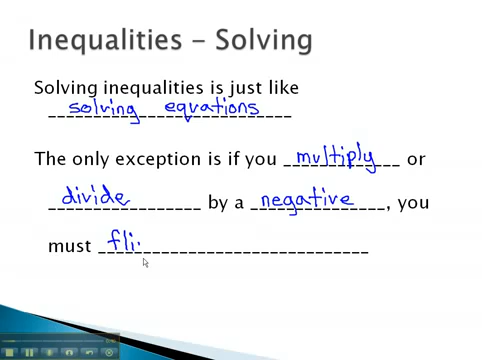 Inequalities – Solving
Solving inequalities is just like
solving equations
The only exception is if you multiply or
divide by a negative, you
must fli